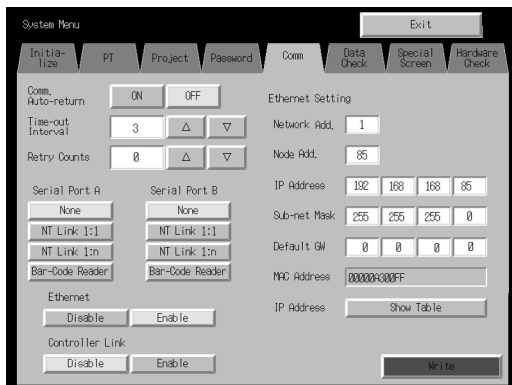 System Menu
Exit
Initia-
lize
PT
Project
Password
Comm
Data
Check
Special
Screen
Hardware
Check
Comm.
Auto-return
ON
OFF
Time-out
Interval
3
△
▽
Retry Counts
0
△
▽
Serial Port A
Serial Port B
None
None
NT Link 1:1
NT Link 1:1
NT Link 1:n
NT Link 1:n
Bar-Code Reader
Bar-Code Reader
Ethernet
Disable
Enable
Controller Link
Disable
Enable
Ethernet Setting
Network Add.
1
Node Add.
85
IP Address
192 168 168 85
Sub-net Mask
255 255 255 0
Default GW
0 0 0 0
MAC Address
00000A300FF
IP Address
Show Table
Write